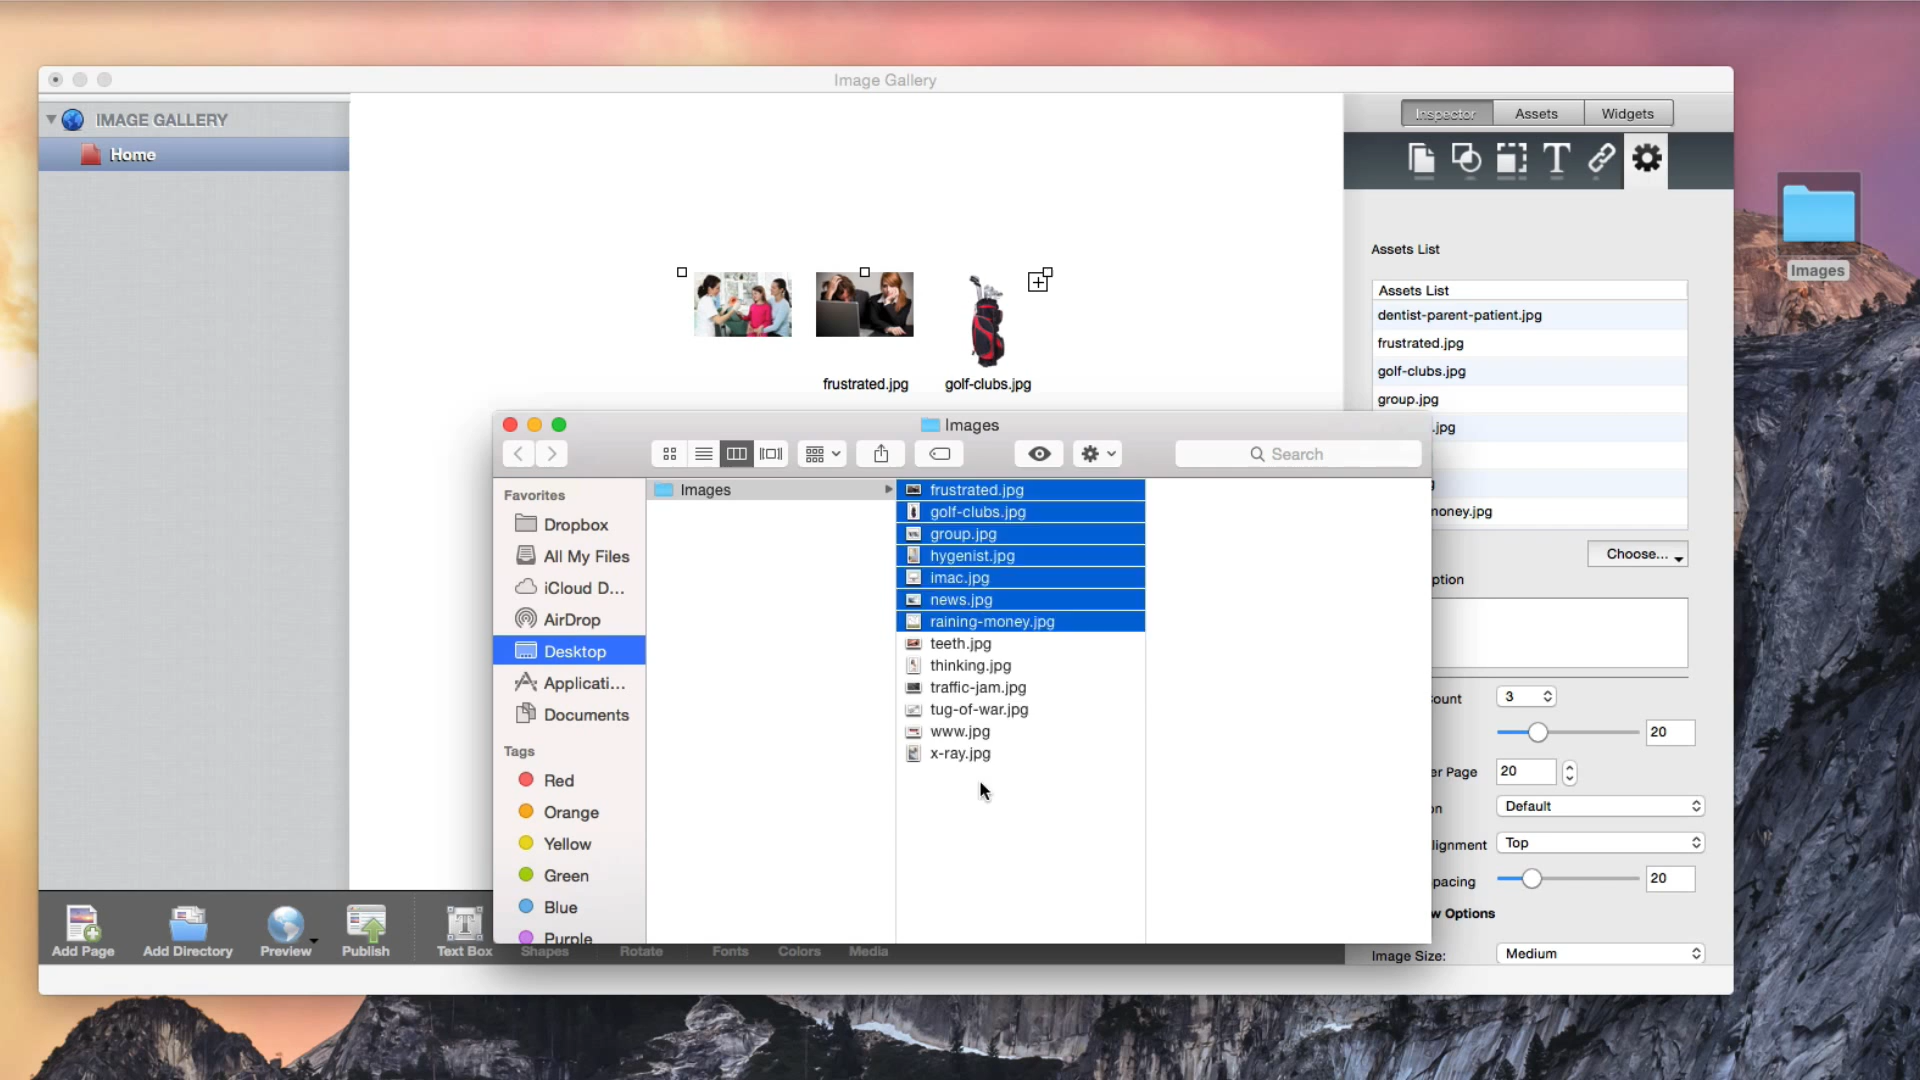 Image Gallery
IMAGE GALLERY
Home
Inspector
Assets
Widgets
Images
Assets List
Assets List
dentist-parent-patient.jpg
frustrated.jpg
golf-clubs.jpg
group.jpg
.jpg
money.jpg
Choose...
ption
ount
3
20
er Page
20
on
Default
lignment
Top
pacing
20
w Options
Image Size:
Medium
frustrated.jpg
golf-clubs.jpg
Images
Search
Favorites
Dropbox
All My Files
iCloud D...
AirDrop
Desktop
Applicati...
Documents
Tags
Red
Orange
Yellow
Green
Blue
Purple
Images
frustrated.jpg
golf-clubs.jpg
group.jpg
hygenist.jpg
imac.jpg
news.jpg
raining-money.jpg
teeth.jpg
thinking.jpg
traffic-jam.jpg
tug-of-war.jpg
www.jpg
x-ray.jpg
Add Page
Add Directory
Preview
Publish
Text Box
Shapes
Rotate
Fonts
Colors
Media